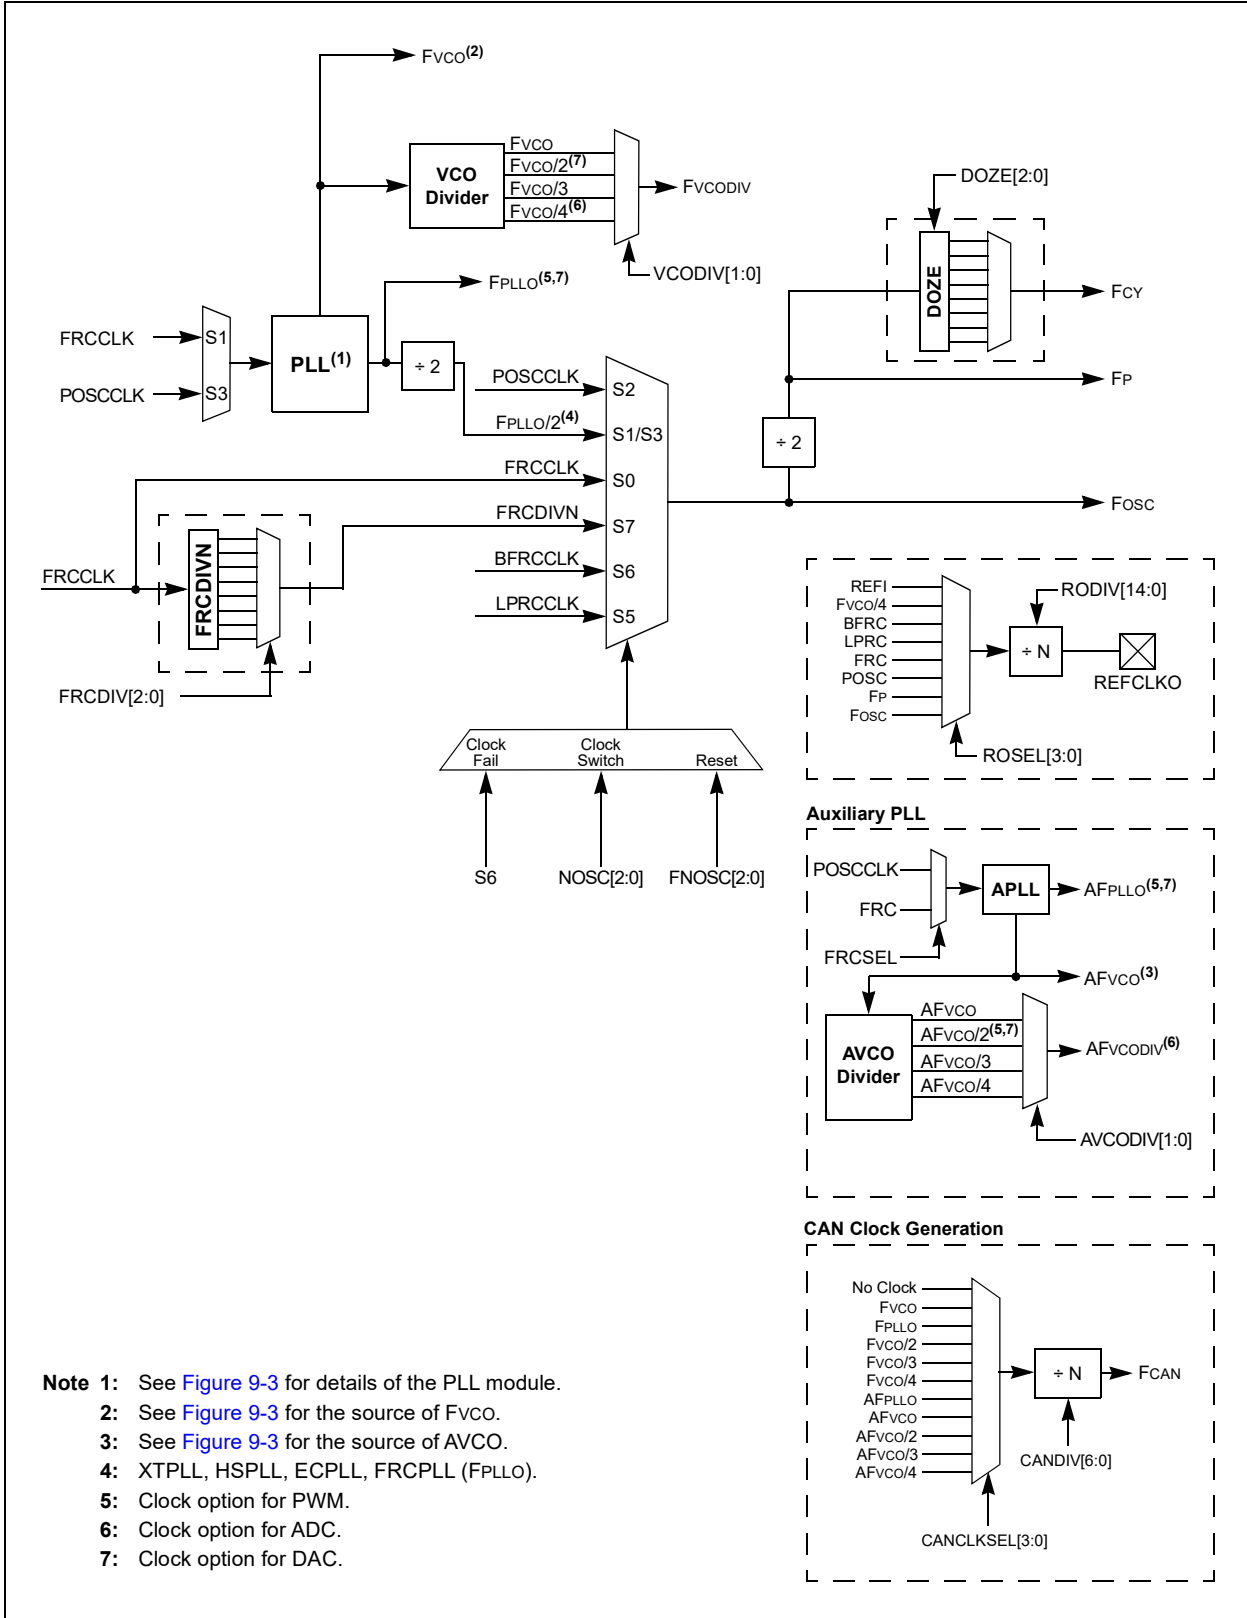 FVCO(2)
VCO
Divider
FVCO
FVCO/2(7)
FVCO/3
FVCO/4(6)
FVCODIV
VCODIV[1:0]
DOZE[2:0]
DOZE
FCY
FP
÷ 2
FOSC
FPLLO(5,7)
FRCCLK
POSCCLK
S1
S3
PLL(1)
÷ 2
POSCCLK
FPLLO/2(4)
FRCCLK
FRCDIVN
BFRCCLK
LPRCCLK
S2
S1/S3
S0
S7
S6
S5
FRCCLK
FRCDIVN
FRCDIV[2:0]
Clock
Fail
Clock
Switch
Reset
S6
NOSC[2:0]
FNOSC[2:0]
REFI
FVCO/4
BFRC
LPRC
FRC
POSC
FP
FOSC
RODIV[14:0]
÷ N
REFCLKO
ROSEL[3:0]
Auxiliary PLL
POSCCLK
FRC
FRCSEL
APLL
AFPLLO(5,7)
AFVCO(3)
AVCO
Divider
AFVCO
AFVCO/2(5,7)
AFVCO/3
AFVCO/4
AFVCODIV(6)
AVCODIV[1:0]
CAN Clock Generation
No Clock
FVCO
FPLLO
FVCO/2
FVCO/3
FVCO/4
AFPLLO
AFVCO
AFVCO/2
AFVCO/3
AFVCO/4
÷ N
FCAN
CANDIV[6:0]
CANCLKSEL[3:0]
Note 1: See Figure 9-3 for details of the PLL module.
2: See Figure 9-3 for the source of FVCO.
3: See Figure 9-3 for the source of AVCO.
4: XTPLL, HSPLL, ECPLL, FRCPLL (FPLLO).
5: Clock option for PWM.
6: Clock option for ADC.
7: Clock option for DAC.